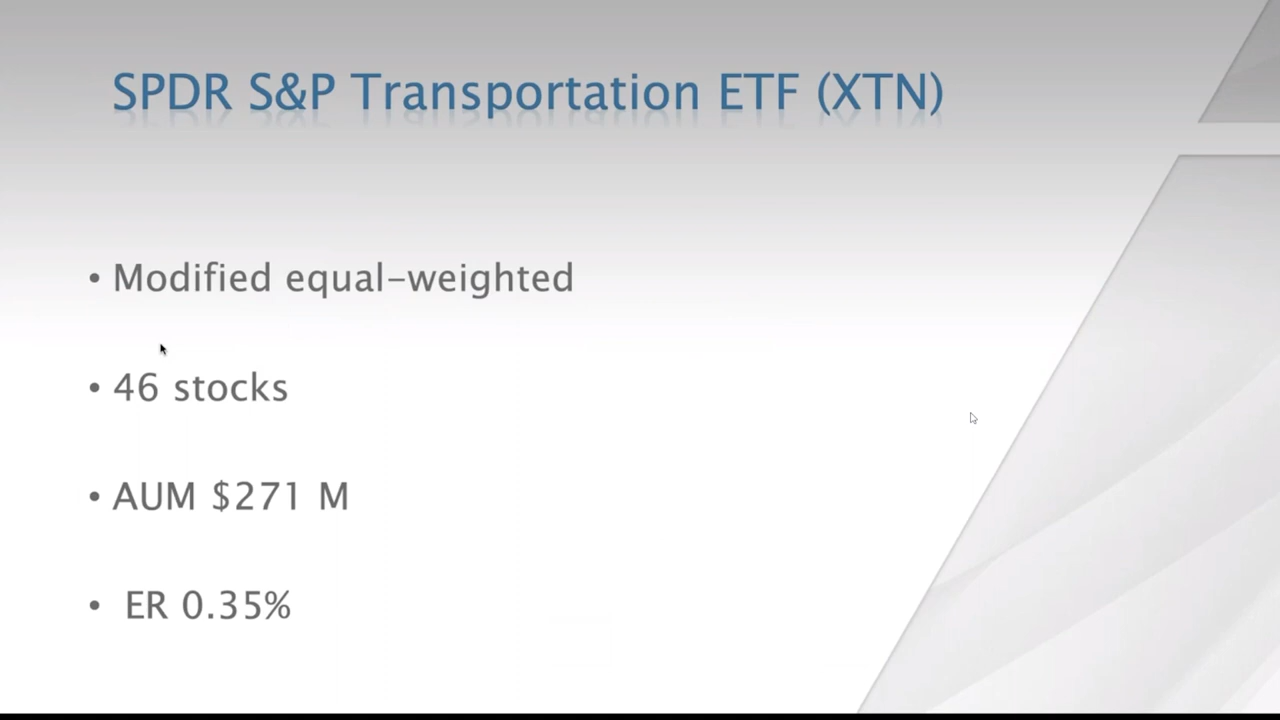 SPDR S&P Transportation ETF (XTN)
• Modified equal-weighted
• 46 stocks
• AUM $271 M
• ER 0.35%